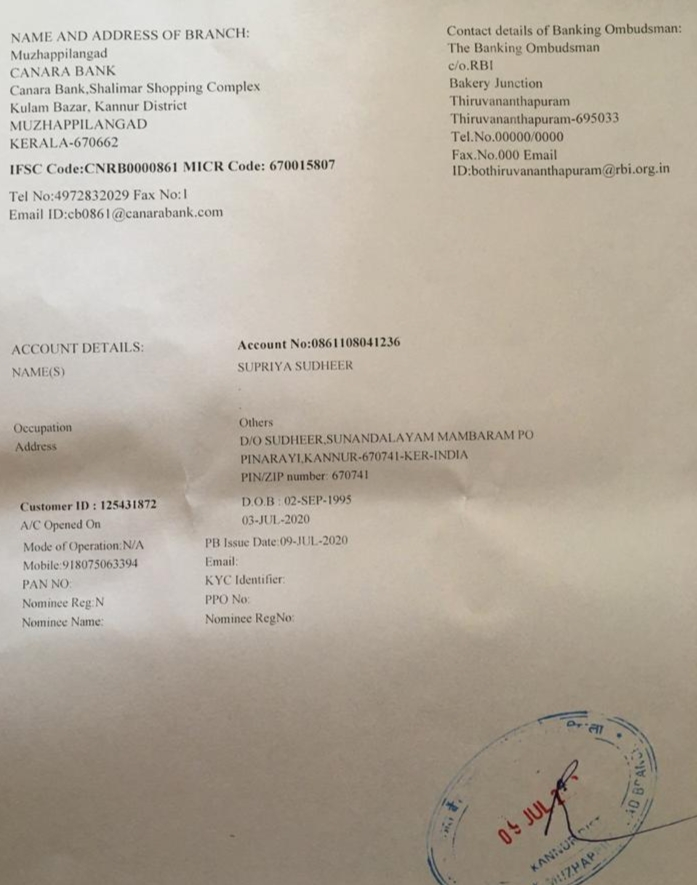 NAME AND ADDRESS OF BRANCH:
Muzhappilangad
CANARA BANK
Canara Bank,Shalimar Shopping Complex
Kulam Bazar, Kannur District
MUZHAPPILANGAD
KERALA-670662
IFSC Code:CNRB0000861 MICR Code: 670015807
Tel No:4972832029 Fax No:1
Email ID:cb0861@canarabank.com
Contact details of Banking Ombudsman:
The Banking Ombudsman
c/o.RBI
Bakery Junction
Thiruvananthapuram
Thiruvananthapuram-695033
Tel.No.00000/0000
Fax.No.000 Email
ID:bothiruvananthapuram@rbi.org.in
ACCOUNT DETAILS: Account No:0861108041236
NAME(S) SUPRIYA SUDHEER
Occupation Others
Address D/O SUDHEER,SUNANDALAYAM MAMBARAM PO
PINARAYI,KANNUR-670741-KER-INDIA
PIN/ZIP number: 670741
Customer ID : 125431872 D.O.B : 02-SEP-1995
A/C Opened On 03-JUL-2020
Mode of Operation:N/A PB Issue Date:09-JUL-2020
Mobile:918075063394 Email:
PAN NO: KYC Identifier:
Nominee Reg:N PPO No:
Nominee Name: Nominee RegNo:
09 JUL
KANNUR